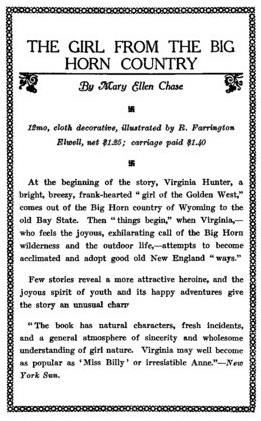 THE GIRL FROM THE BIG
HORN COUNTRY
By Mary Ellen Chase
12mo, cloth decorative, illustrated by R. Farrington
Elwell, net $1.25; carriage paid $1.40
At the beginning of the story, Virginia Hunter, a
bright, breezy, frank-hearted "girl of the Golden West,"
comes out of the Big Horn country of Wyoming to the
old Bay State. Then "things begin," when Virginia,—
who feels the joyous, exhilarating call of the Big Horn
wilderness and the outdoor life,—attempts to become
acclimated and adopt good old New England "ways."
Few stories reveal a more attractive heroine, and the
joyous spirit of youth and its happy adventures give
the story an unusual
"The book has natural characters, fresh incidents,
and a general atmosphere of sincerity and wholesome
understanding of girl nature. Virginia may well become
as popular as 'Miss Billy' or irresistible Anne."—New
York Sun.